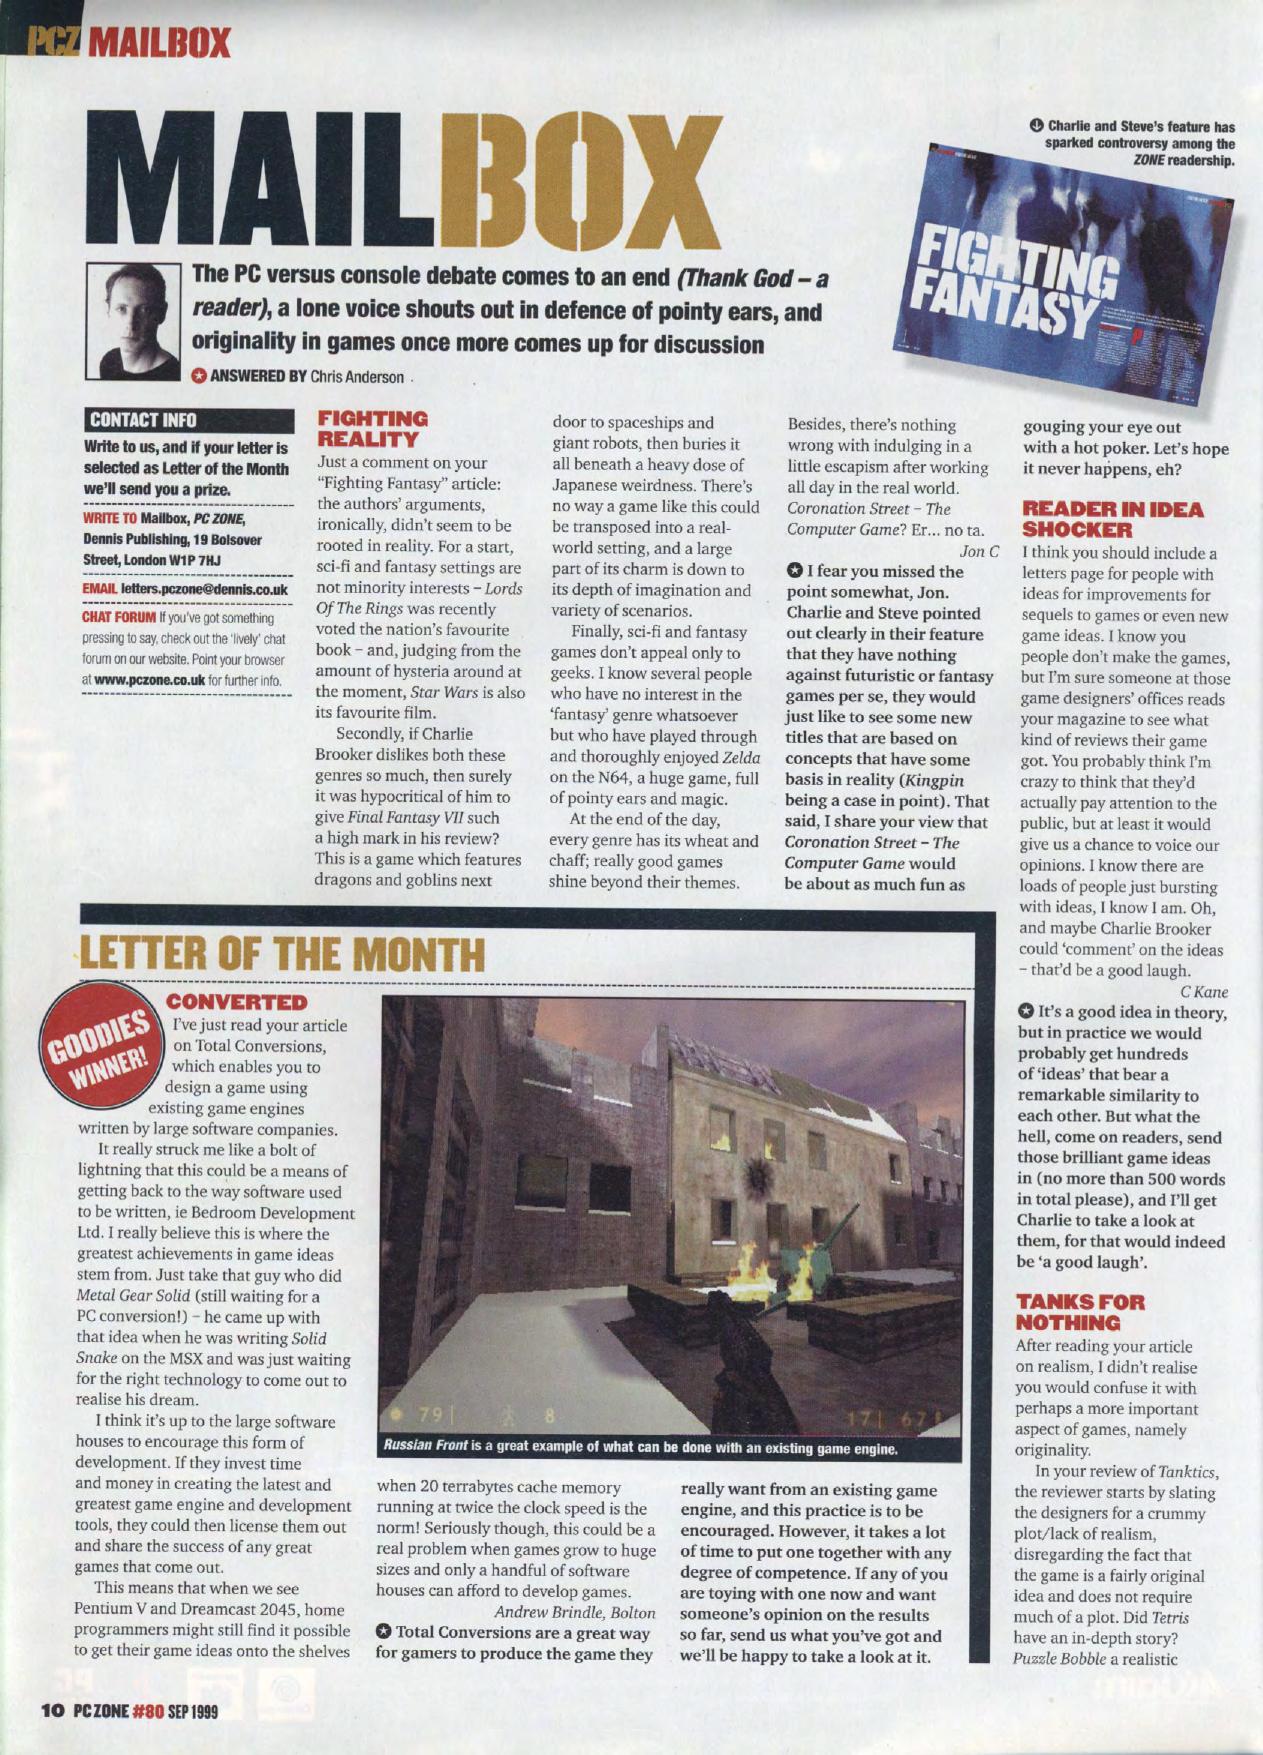 PCZ MAILBOX
MAILBOX
Charlie and Steve's feature has
sparked controversy among the
ZONE readership.
FIGHTING
FANTASY
The PC versus console debate comes to an end (Thank God – a
reader), a lone voice shouts out in defence of pointy ears, and
originality in games once more comes up for discussion
ANSWERED BY Chris Anderson
CONTACT INFO
Write to us, and if your letter is
selected as Letter of the Month
we'll send you a prize.
WRITE TO Mailbox, PC ZONE,
Dennis Publishing, 19 Bolsover
Street, London W1P 7HJ
EMAIL letters.pczone@dennis.co.uk
CHAT FORUM If you've got something
pressing to say, check out the 'lively' chat
forum on our website. Point your browser
at www.pczone.co.uk for further info.
FIGHTING
REALITY
Just a comment on your
"Fighting Fantasy" article:
the authors' arguments,
ironically, didn't seem to be
rooted in reality. For a start,
sci-fi and fantasy settings are
not minority interests – Lords
Of The Rings was recently
voted the nation's favourite
book – and, judging from the
amount of hysteria around at
the moment, Star Wars is also
its favourite film.
Secondly, if Charlie
Brooker dislikes both these
genres so much, then surely
it was hypocritical of him to
give Final Fantasy VII such
a high mark in his review?
This is a game which features
dragons and goblins next
door to spaceships and
giant robots, then buries it
all beneath a heavy dose of
Japanese weirdness. There's
no way a game like this could
be transposed into a real-
world setting, and a large
part of its charm is down to
its depth of imagination and
variety of scenarios.
Finally, sci-fi and fantasy
games don't appeal only to
geeks. I know several people
who have no interest in the
'fantasy' genre whatsoever
but who have played through
and thoroughly enjoyed Zelda
on the N64, a huge game, full
of pointy ears and magic.
At the end of the day,
every genre has its wheat and
chaff; really good games
shine beyond their themes.
Besides, there's nothing
wrong with indulging in a
little escapism after working
all day in the real world.
Coronation Street – The
Computer Game? Er... no ta.
Jon C
I fear you missed the
point somewhat, Jon.
Charlie and Steve pointed
out clearly in their feature
that they have nothing
against futuristic or fantasy
games per se, they would
just like to see some new
titles that are based on
concepts that have some
basis in reality (Kingpin
being a case in point). That
said, I share your view that
Coronation Street – The
Computer Game would
be about as much fun as
gouging your eye out
with a hot poker. Let's hope
it never happens, eh?
READER IN IDEA
SHOCKER
I think you should include a
letters page for people with
ideas for improvements for
sequels to games or even new
game ideas. I know you
people don't make the games,
but I'm sure someone at those
game designers' offices reads
your magazine to see what
kind of reviews their game
got. You probably think I'm
crazy to think that they'd
actually pay attention to the
public, but at least it would
give us a chance to voice our
opinions. I know there are
loads of people just bursting
with ideas, I know I am. Oh,
and maybe Charlie Brooker
could 'comment' on the ideas
– that'd be a good laugh.
C Kane
It's a good idea in theory,
but in practice we would
probably get hundreds
of 'ideas' that bear a
remarkable similarity to
each other. But what the
hell, come on readers, send
those brilliant game ideas
in (no more than 500 words
in total please), and I'll get
Charlie to take a look at
them, for that would indeed
be 'a good laugh'.
TANKS FOR
NOTHING
After reading your article
on realism, I didn't realise
you would confuse it with
perhaps a more important
aspect of games, namely
originality.
In your review of Tanktics,
the reviewer starts by slating
the designers for a crummy
plot/lack of realism,
disregarding the fact that
the game is a fairly original
idea and does not require
much of a plot. Did Tetris
have an in-depth story?
Puzzle Bobble a realistic
LETTER OF THE MONTH
GOODIES
WINNER!
CONVERTED
I've just read your article
on Total Conversions,
which enables you to
design a game using
existing game engines
written by large software companies.
It really struck me like a bolt of
lightning that this could be a means of
getting back to the way software used
to be written, ie Bedroom Development
Ltd. I really believe this is where the
greatest achievements in game ideas
stem from. Just take that guy who did
Metal Gear Solid (still waiting for a
PC conversion!) – he came up with
that idea when he was writing Solid
Snake on the MSX and was just waiting
for the right technology to come out to
realise his dream.
I think it's up to the large software
houses to encourage this form of
development. If they invest time
and money in creating the latest and
greatest game engine and development
tools, they could then license them out
and share the success of any great
games that come out.
This means that when we see
Pentium V and Dreamcast 2045, home
programmers might still find it possible
to get their game ideas onto the shelves
79 8 17 67
Russian Front is a great example of what can be done with an existing game engine.
when 20 terrabytes cache memory
running at twice the clock speed is the
norm! Seriously though, this could be a
real problem when games grow to huge
sizes and only a handful of software
houses can afford to develop games.
Andrew Brindle, Bolton
Total Conversions are a great way
for gamers to produce the game they
really want from an existing game
engine, and this practice is to be
encouraged. However, it takes a lot
of time to put one together with any
degree of competence. If any of you
are toying with one now and want
someone's opinion on the results
so far, send us what you've got and
we'll be happy to take a look at it.
10 PC ZONE #80 SEP 1999